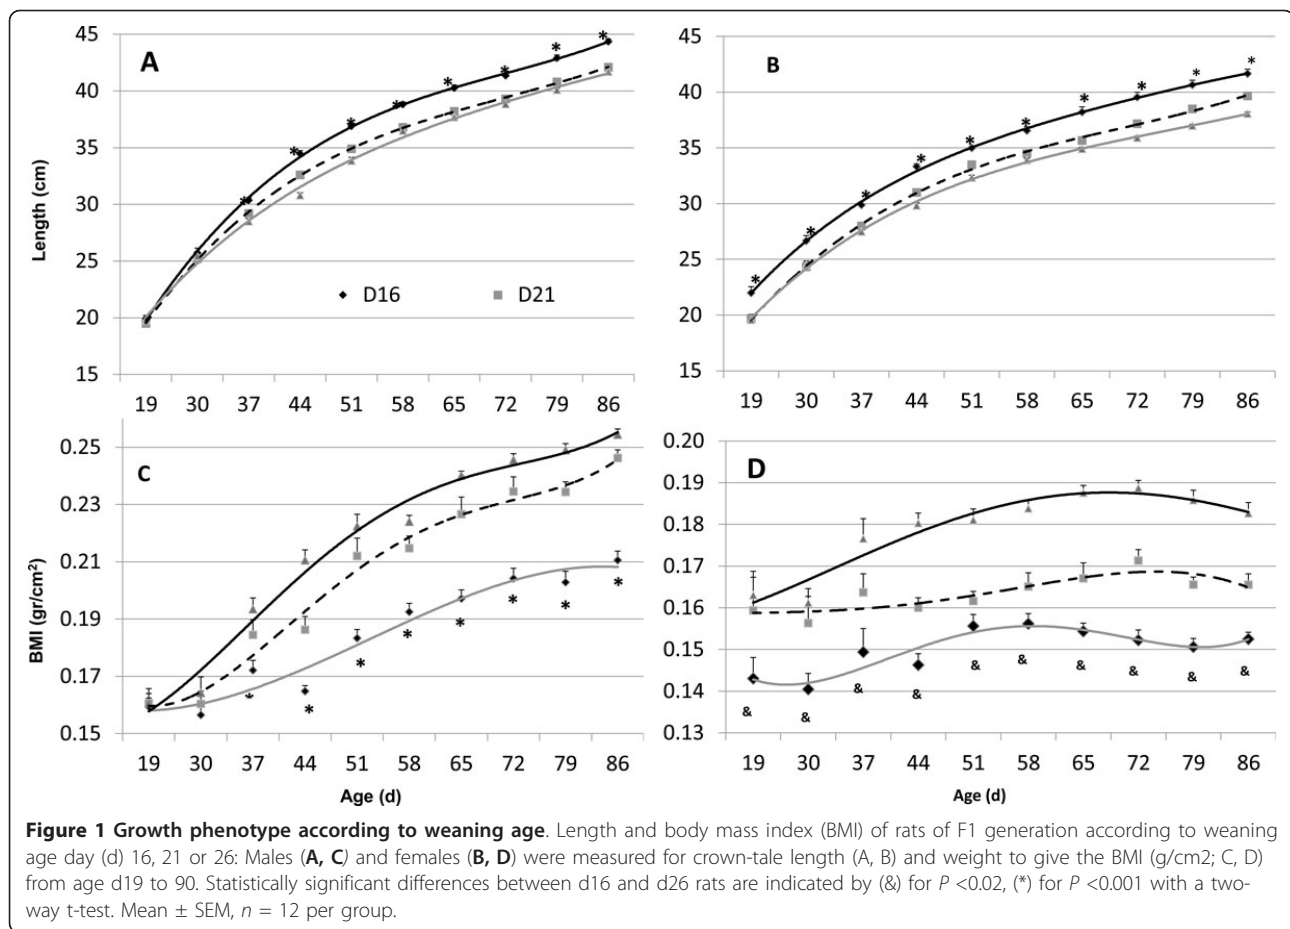 A
B
Length (cm)
45
40
35
30
25
20
15
* * * * * * * * *
D16
D21
19 30 37 44 51 58 65 72 79 86
45
40
35
30
25
20
15
* * * * * * * * * *
19 30 37 44 51 58 65 72 79 86
C
BMI (gr/cm²)
0.25
0.23
0.21
0.19
0.17
0.15
* * * * * * * *
19 30 37 44 51 58 65 72 79 86
Age (d)
D
0.20
0.19
0.18
0.17
0.16
0.15
0.14
0.13
& & & & & & & & & &
19 30 37 44 51 58 65 72 79 86
Age (d)
Figure 1 Growth phenotype according to weaning age. Length and body mass index (BMI) of rats of F1 generation according to weaning
age day (d) 16, 21 or 26: Males (A, C) and females (B, D) were measured for crown-tale length (A, B) and weight to give the BMI (g/cm2; C, D)
from age d19 to 90. Statistically significant differences between d16 and d26 rats are indicated by (&) for P <0.02, (*) for P <0.001 with a two-
way t-test. Mean ± SEM, n = 12 per group.